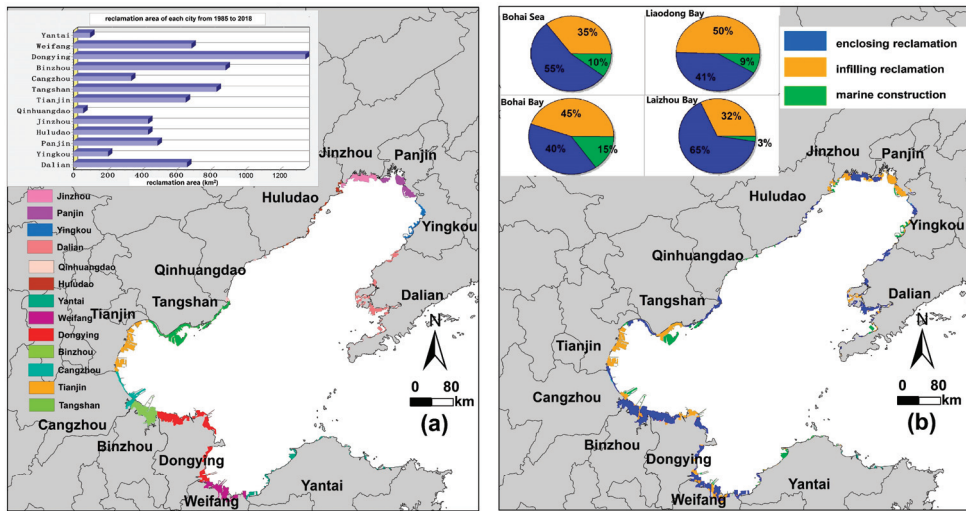 reclamation area of each city from 1985 to 2018
Yantai
Weifang
Dongying
Binzhou
Cangzhou
Tangshan
Tianjin
Qinhuangdao
Jinzhou
Huludao
Panjin
Yingkou
Dalian
0 200 400 600 800 1000 1200
reclamation area (km²)
Jinzhou
Panjin
Yingkou
Dalian
Qinhuangdao
Huludao
Yantai
Weifang
Dongying
Binzhou
Cangzhou
Tianjin
Tangshan
Jinzhou
Panjin
Huludao
Yingkou
Qinhuangdao
Tangshan
Dalian
Tianjin
N
0 80
km
(a)
Cangzhou
Binzhou
Dongying
Yantai
Weifang
Bohai Sea
35%
10%
55%
Liaodong Bay
50%
9%
41%
Bohai Bay
45%
15%
40%
Laizhou Bay
32%
3%
65%
enclosing reclamation
infilling reclamation
marine construction
Jinzhou
Panjin
Huludao
Yingkou
Qinhuangdao
Tangshan
Dalian
Tianjin
N
0 80
km
(b)
Cangzhou
Binzhou
Dongying
Yantai
Weifang